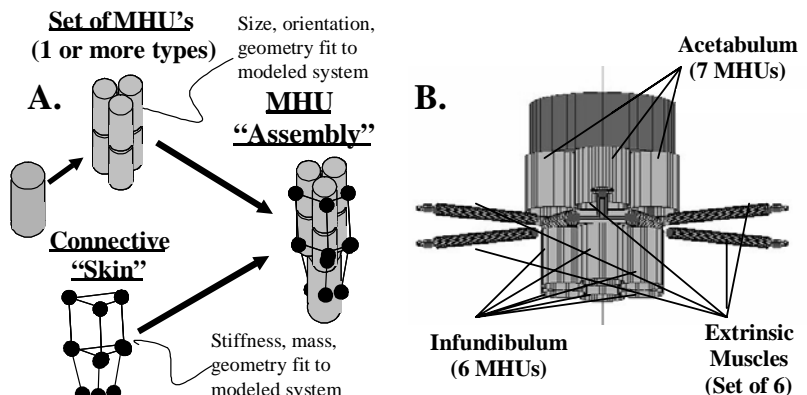 Set of MHU's
(1 or more types)
Size, orientation,
geometry fit to
modeled system
A.
MHU
“Assembly”
Connective
“Skin”
Stiffness, mass,
geometry fit to
modeled system
B.
Acetabulum
(7 MHUs)
Infundibulum
(6 MHUs)
Extrinsic
Muscles
(Set of 6)